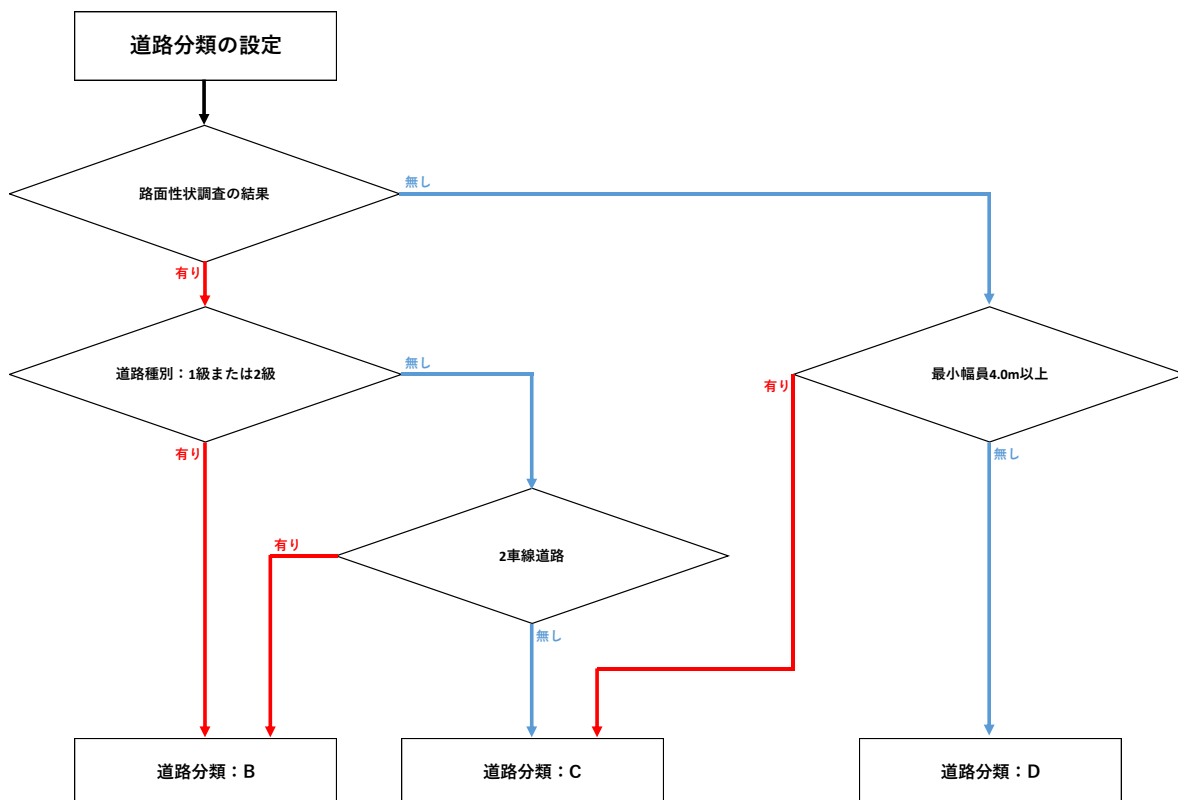 道路分類の設定
路面性状調査の結果
無し
有り
道路種別：1級または2級
無し
有り
最小幅員4.0m以上
有り
無し
2車線道路
有り
無し
道路分類：B
道路分類：C
道路分類：D